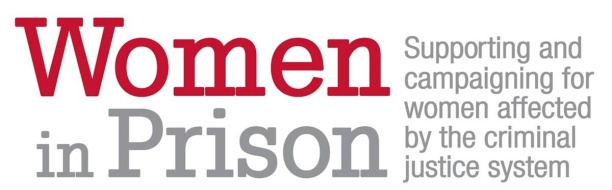 Women
in Prison
Supporting and
campaigning for
women affected
by the criminal
justice system